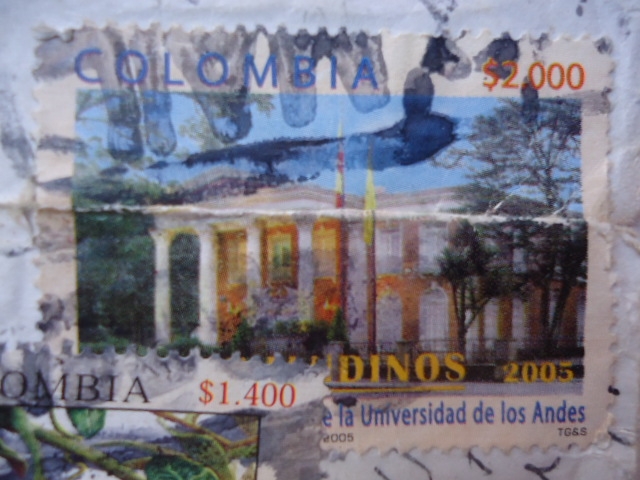 COLOMBIA $2.000
DINOS 2005
OMBIA $1.400
e la Universidad de los Andes
2005 TG&S